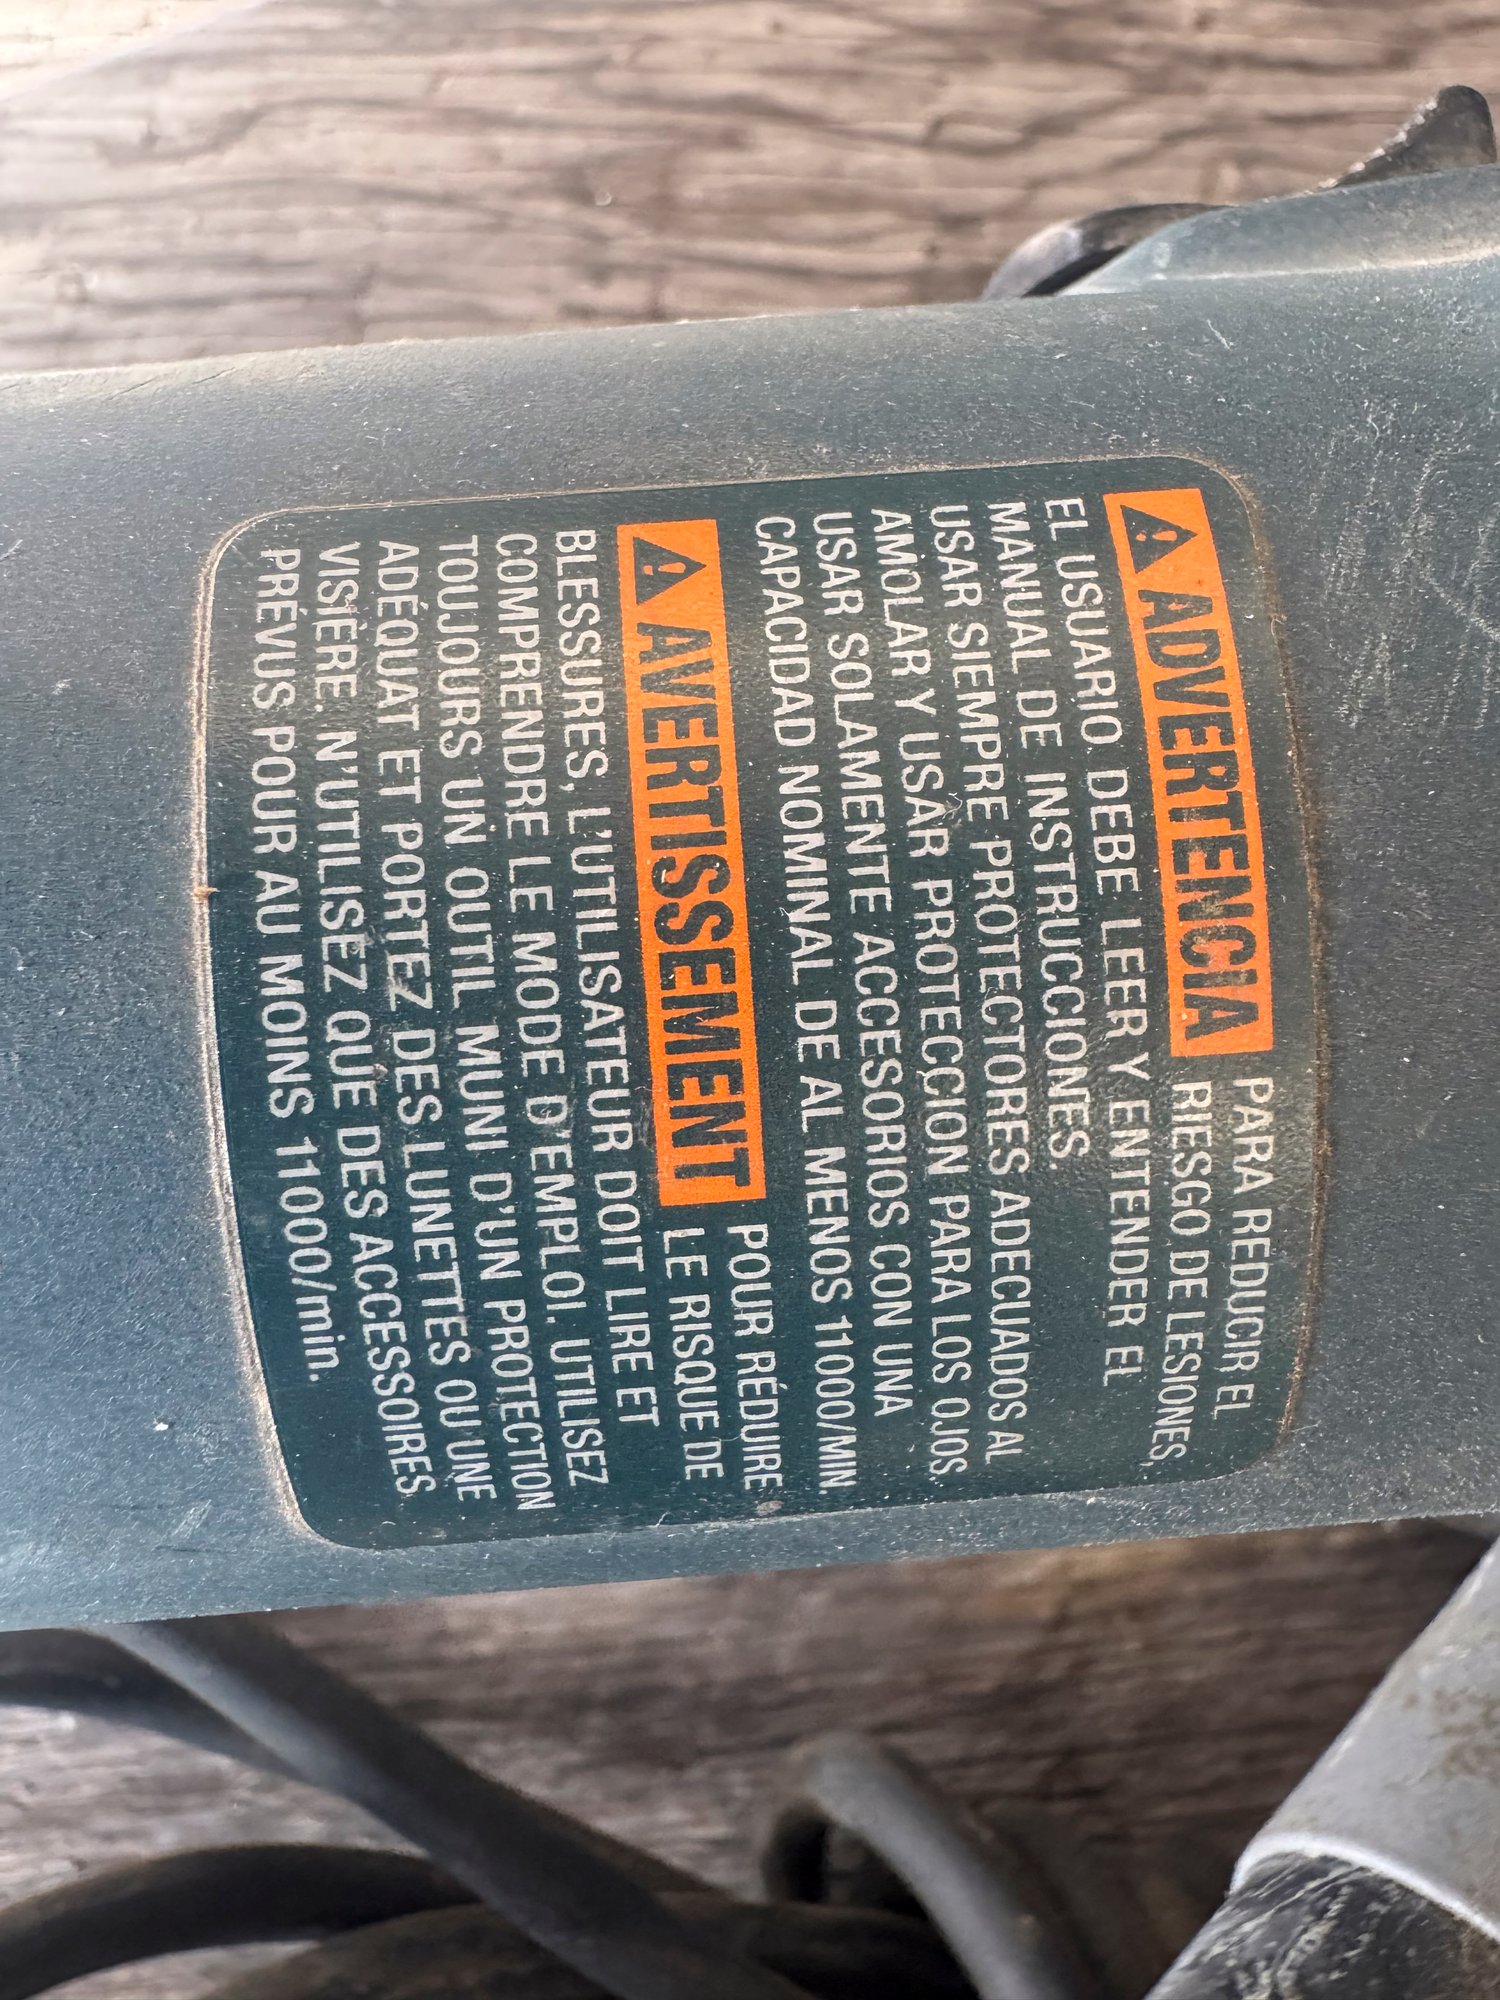 ADVERTENCIA PARA REDUCIR EL
RIESGO DE LESIONES,
EL USUARIO DEBE LEER Y ENTENDER EL
MANUAL DE INSTRUCCIONES.
USAR SIEMPRE PROTECTORES ADECUADOS AL
AMOLAR Y USAR PROTECCION PARA LOS OJOS.
USAR SOLAMENTE ACCESORIOS CON UNA
CAPACIDAD NOMINAL DE AL MENOS 11000/MIN
AVERTISSEMENT POUR RÉDUIRE
LE RISQUE DE
BLESSURES, L'UTILISATEUR DOIT LIRE ET
COMPRENDRE LE MODE D'EMPLOI. UTILISEZ
TOUJOURS UN OUTIL MUNI D'UN PROTECTION
ADÉQUAT ET PORTEZ DES LUNETTES OU UNE
VISIÈRE. N'UTILISEZ QUE DES ACCESSOIRES
PRÉVUS POUR AU MOINS 11000/min.